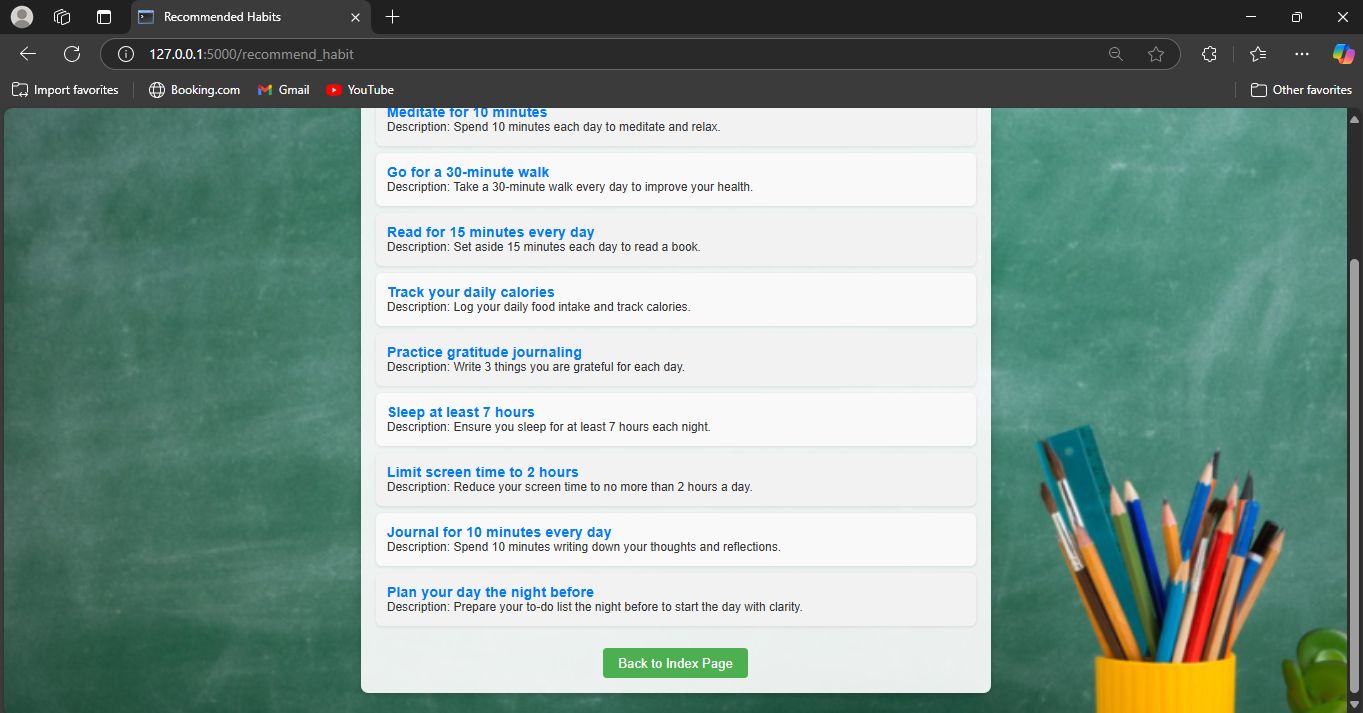 Recommended Habits
127.0.0.1:5000/recommend_habit
Import favorites
Booking.com
Gmail
YouTube
Other favorites
Meditate for 10 minutes
Description: Spend 10 minutes each day to meditate and relax.
Go for a 30-minute walk
Description: Take a 30-minute walk every day to improve your health.
Read for 15 minutes every day
Description: Set aside 15 minutes each day to read a book.
Track your daily calories
Description: Log your daily food intake and track calories.
Practice gratitude journaling
Description: Write 3 things you are grateful for each day.
Sleep at least 7 hours
Description: Ensure you sleep for at least 7 hours each night.
Limit screen time to 2 hours
Description: Reduce your screen time to no more than 2 hours a day.
Journal for 10 minutes every day
Description: Spend 10 minutes writing down your thoughts and reflections.
Plan your day the night before
Description: Prepare your to-do list the night before to start the day with clarity.
Back to Index Page